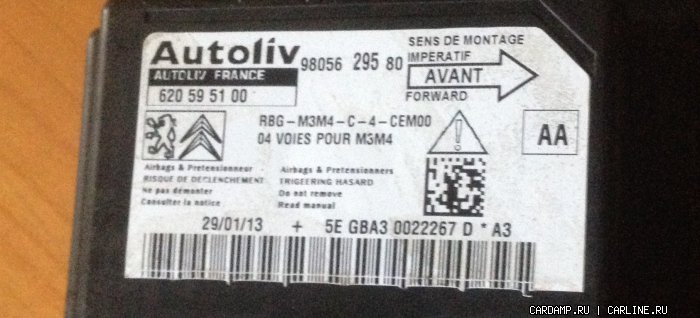 Autoliv
AUTOLIV FRANCE
620 59 51 00
98056 295 80
SENS DE MONTAGE
IMPERATIF
AVANT
FORWARD
RBG-M3M4-C-4-CEM00
04 VOIES POUR M3M4
AA
Airbags & Pretensionneur
RISQUE DE DECLENCHEMENT
Ne pas démonter
Consulter la notice
Airbags & Pretensionners
TRIGEERING HASARD
Do not remove
Read manual
29/01/13 + 5E GBA3 0022267 D * A3
CARDAMP.RU | CARLINE.RU